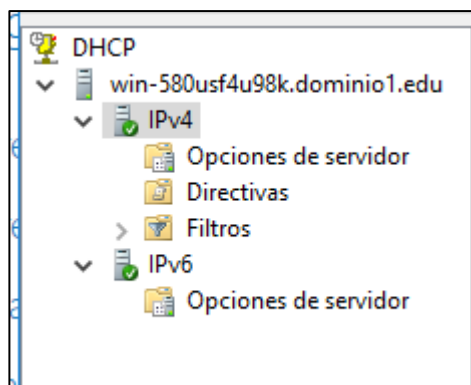 DHCP
win-580usf4u98k.dominio1.edu
IPv4
Opciones de servidor
Directivas
Filtros
IPv6
Opciones de servidor